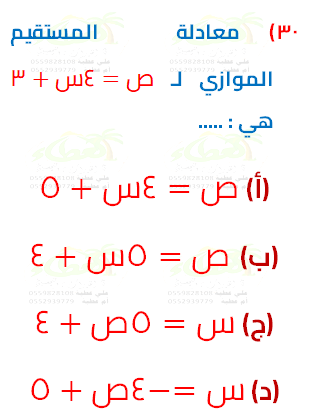 ٣٠) معادلة المستقيم
الموازي لـ ص = ٤س + ٣
هي : .....
(أ) ص = ٤س + ٥
(ب) ص = ٥س + ٤
(ج) س = ٥ص + ٤
(د) س = –٤ص + ٥